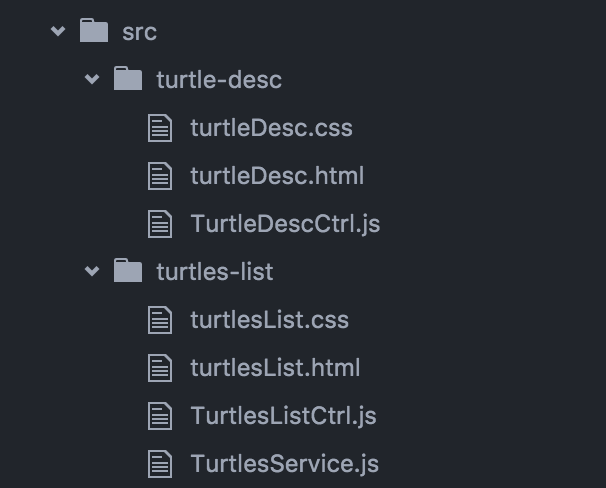 src
turtle-desc
turtleDesc.css
turtleDesc.html
TurtleDescCtrl.js
turtles-list
turtlesList.css
turtlesList.html
TurtlesListCtrl.js
TurtlesService.js